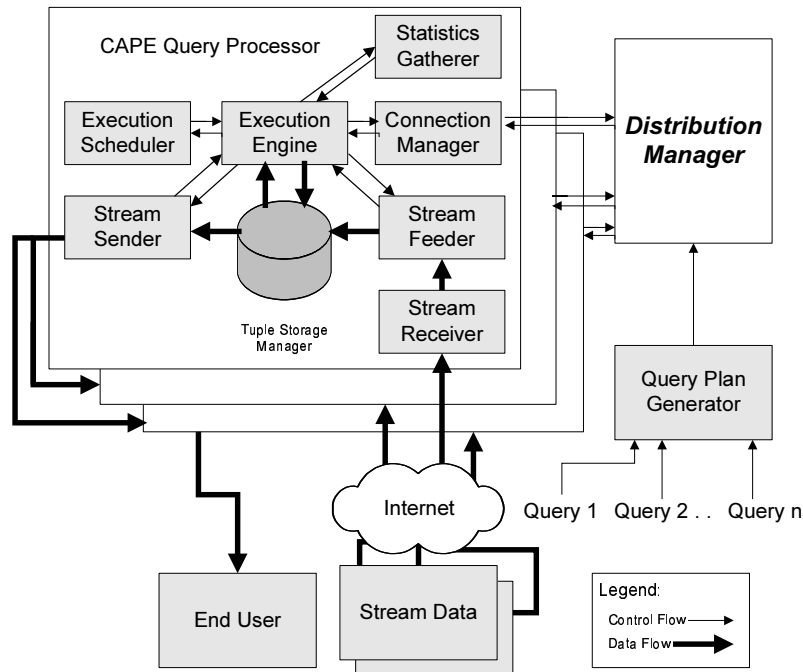 CAPE Query Processor
Statistics
Gatherer
Execution
Scheduler
Execution
Engine
Connection
Manager
Distribution
Manager
Stream
Sender
Stream
Feeder
Tuple Storage
Manager
Stream
Receiver
Query Plan
Generator
Internet
Query 1
Query 2 . .
Query n
End User
Stream Data
Legend:
Control Flow
Data Flow